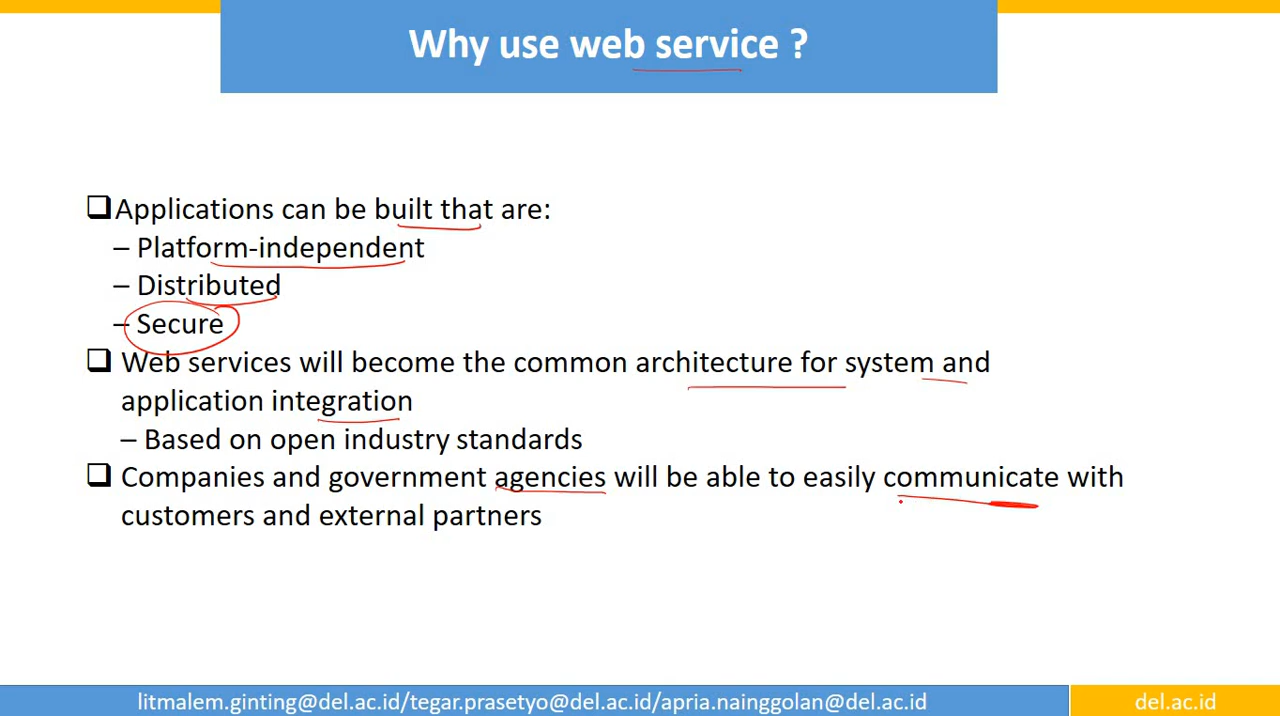 Why use web service ?
❑Applications can be built that are:
– Platform-independent
– Distributed
– Secure
❑ Web services will become the common architecture for system and
application integration
– Based on open industry standards
❑ Companies and government agencies will be able to easily communicate with
customers and external partners
litmalem.ginting@del.ac.id/tegar.prasetyo@del.ac.id/apria.nainggolan@del.ac.id
del.ac.id